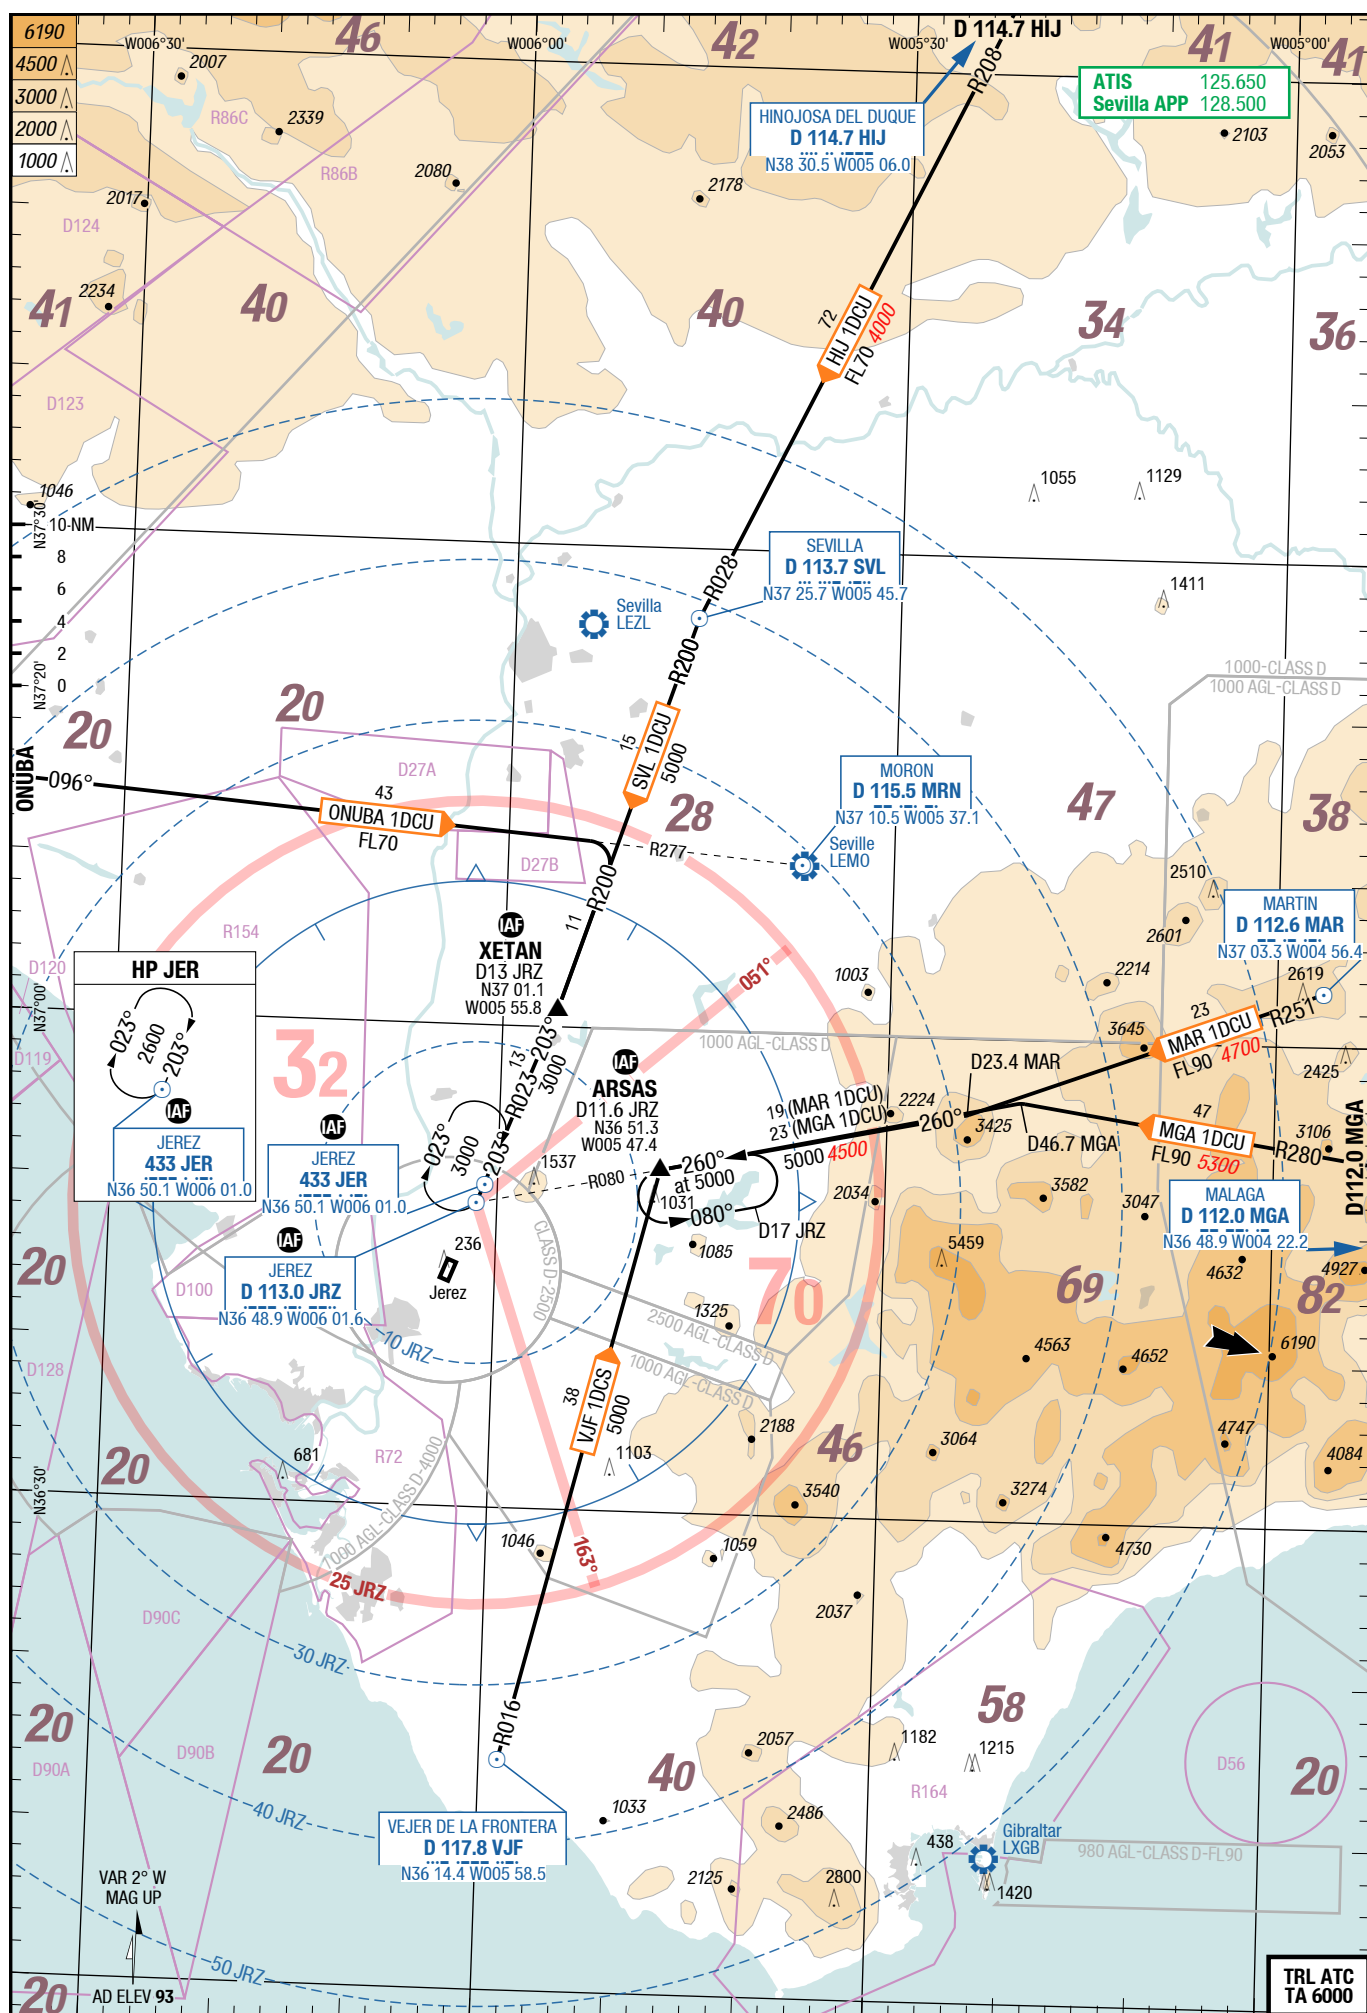 6190
4500
3000
2000
1000
W006°30'
W006°00'
W005°30'
W005°00'
46
42
41
41
D 114.7 HIJ
R208
ATIS 125.650
Sevilla APP 128.500
HINOJOSA DEL DUQUE
D 114.7 HIJ
N38 30.5 W005 06.0
2007
R86C
2339
R86B
2080
2017
D124
2178
2103
2053
2234
41
40
40
34
36
72
HIJ 1DCU
FL70 4000
D123
1046
N37°30'
10 NM
8
6
4
2
0
N37°20'
1055
1129
1411
R028
SEVILLA
D 113.7 SVL
N37 25.7 W005 45.7
Sevilla
LEZL
R200
1000-CLASS D
1000 AGL-CLASS D
20
20
ONUBA
096°
D27A
43
ONUBA 1DCU
FL70
15
SVL 1DCU
5000
28
MORON
D 115.5 MRN
N37 10.5 W005 37.1
47
38
R277
Seville
LEMO
D27B
R200
11
2510
2601
MARTIN
D 112.6 MAR
N37 03.3 W004 56.4
R154
D120
IAF
XETAN
D13 JRZ
N37 01.1
W005 55.8
051°
1003
2214
2619
HP JER
023°
2600
203°
IAF
JEREZ
433 JER
N36 50.1 W006 01.0
N37°00'
D119
32
13
R023
203°
3000
1000 AGL-CLASS D
3645
23
MAR 1DCU
FL90 4700
R251
2425
IAF
ARSAS
D11.6 JRZ
N36 51.3
W005 47.4
D23.4 MAR
19 (MAR 1DCU)
23 (MGA 1DCU)
5000 4500
2224
260°
3425
D46.7 MGA
47
MGA 1DCU
FL90 5300
R280
3106
D112.0 MGA
IAF
JEREZ
433 JER
N36 50.1 W006 01.0
023°
3000
203°
1537
R080
260°
at 5000
1031
080°
D17 JRZ
2034
3582
3047
MALAGA
D 112.0 MGA
N36 48.9 W004 22.2
IAF
JEREZ
D 113.0 JRZ
N36 48.9 W006 01.6
236
Jerez
CLASS D-2500
1085
5459
4632
4927
20
D100
70
69
82
10 JRZ
1325
2500 AGL-CLASS D
1000 AGL-CLASS D
6190
4563
4652
D128
38
VJF 1DCS
5000
20
R72
681
1000 AGL-CLASS D-4000
1103
2188
46
3064
4747
4084
N36°30'
3540
3274
1046
163°
1059
4730
25 JRZ
D90C
2037
30 JRZ
20
D90A
D90B
20
R016
58
2057
1182
1215
D56
20
R164
40 JRZ
40
1033
2486
VEJER DE LA FRONTERA
D 117.8 VJF
N36 14.4 W005 58.5
Gibraltar
LXGB
438
980 AGL-CLASS D-FL90
VAR 2° W
MAG UP
2125
2800
1420
50 JRZ
20
AD ELEV 93
TRL ATC
TA 6000